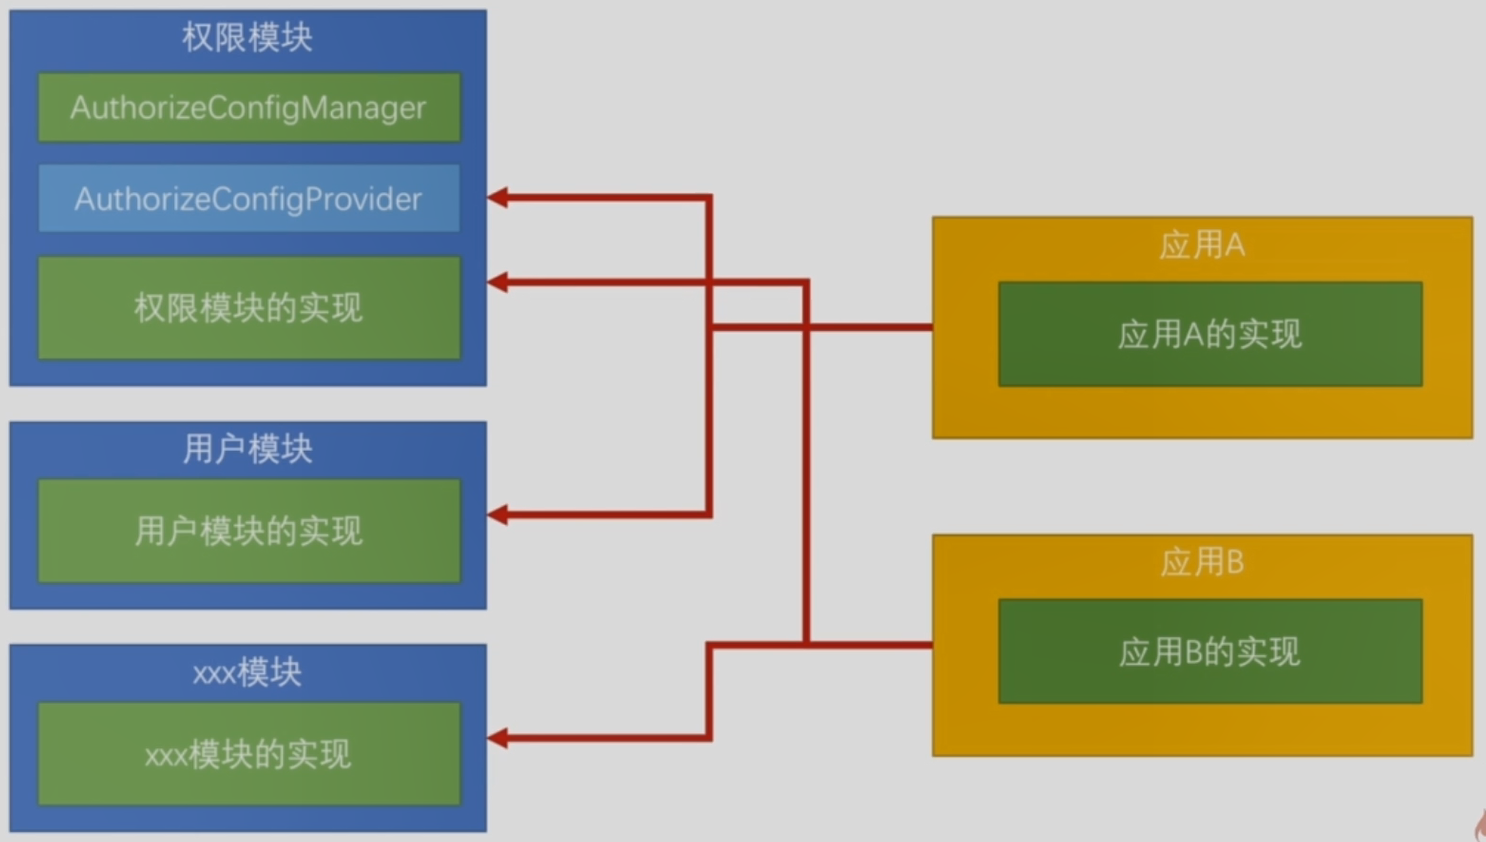 权限模块
AuthorizeConfigManager
AuthorizeConfigProvider
权限模块的实现
用户模块
用户模块的实现
xxx模块
xxx模块的实现
应用A
应用A的实现
应用B
应用B的实现